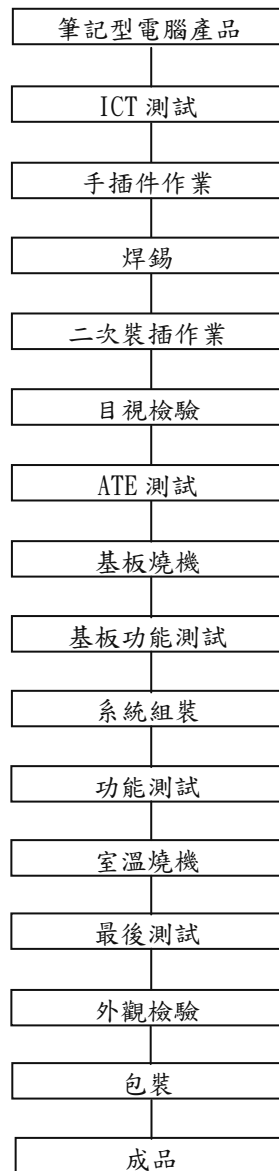 筆記型電腦產品
ICT 測試
手插件作業
焊錫
二次裝插作業
目視檢驗
ATE 測試
基板燒機
基板功能測試
系統組裝
功能測試
室溫燒機
最後測試
外觀檢驗
包裝
成品